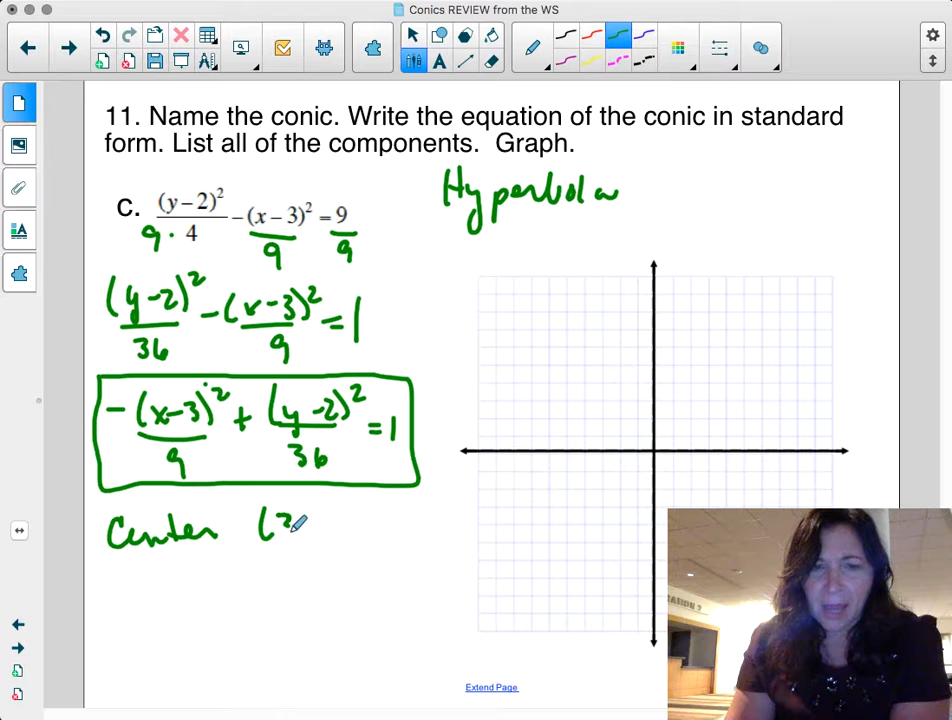 Conics REVIEW from the WS
11. Name the conic. Write the equation of the conic in standard
form. List all of the components. Graph.
Hyperbola
c. (y-2)²/4 - (x-3)² = 9
9· 9 9
(y-2)²/36 - (x-3)²/9 = 1
-(x-3)²/9 + (y-2)²/36 = 1
Center (3
Extend Page